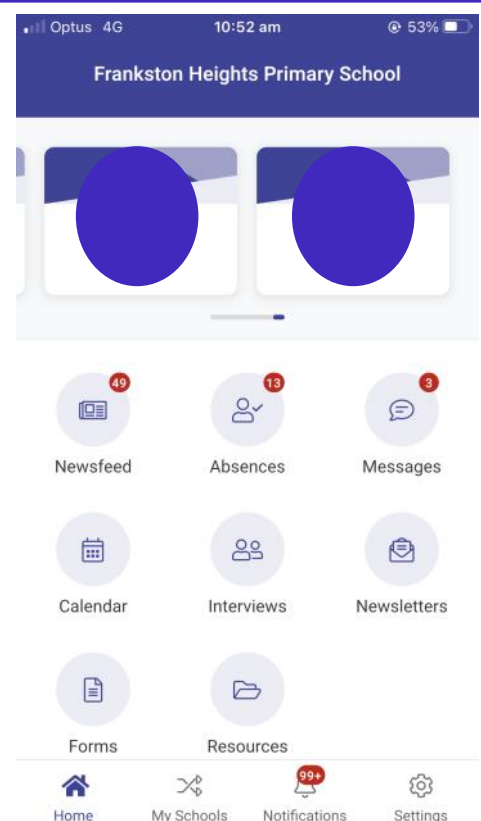 Optus 4G 10:52 am 53%
Frankston Heights Primary School
49 13 3
Newsfeed Absences Messages
Calendar Interviews Newsletters
Forms Resources
99+
Home My Schools Notifications Settings